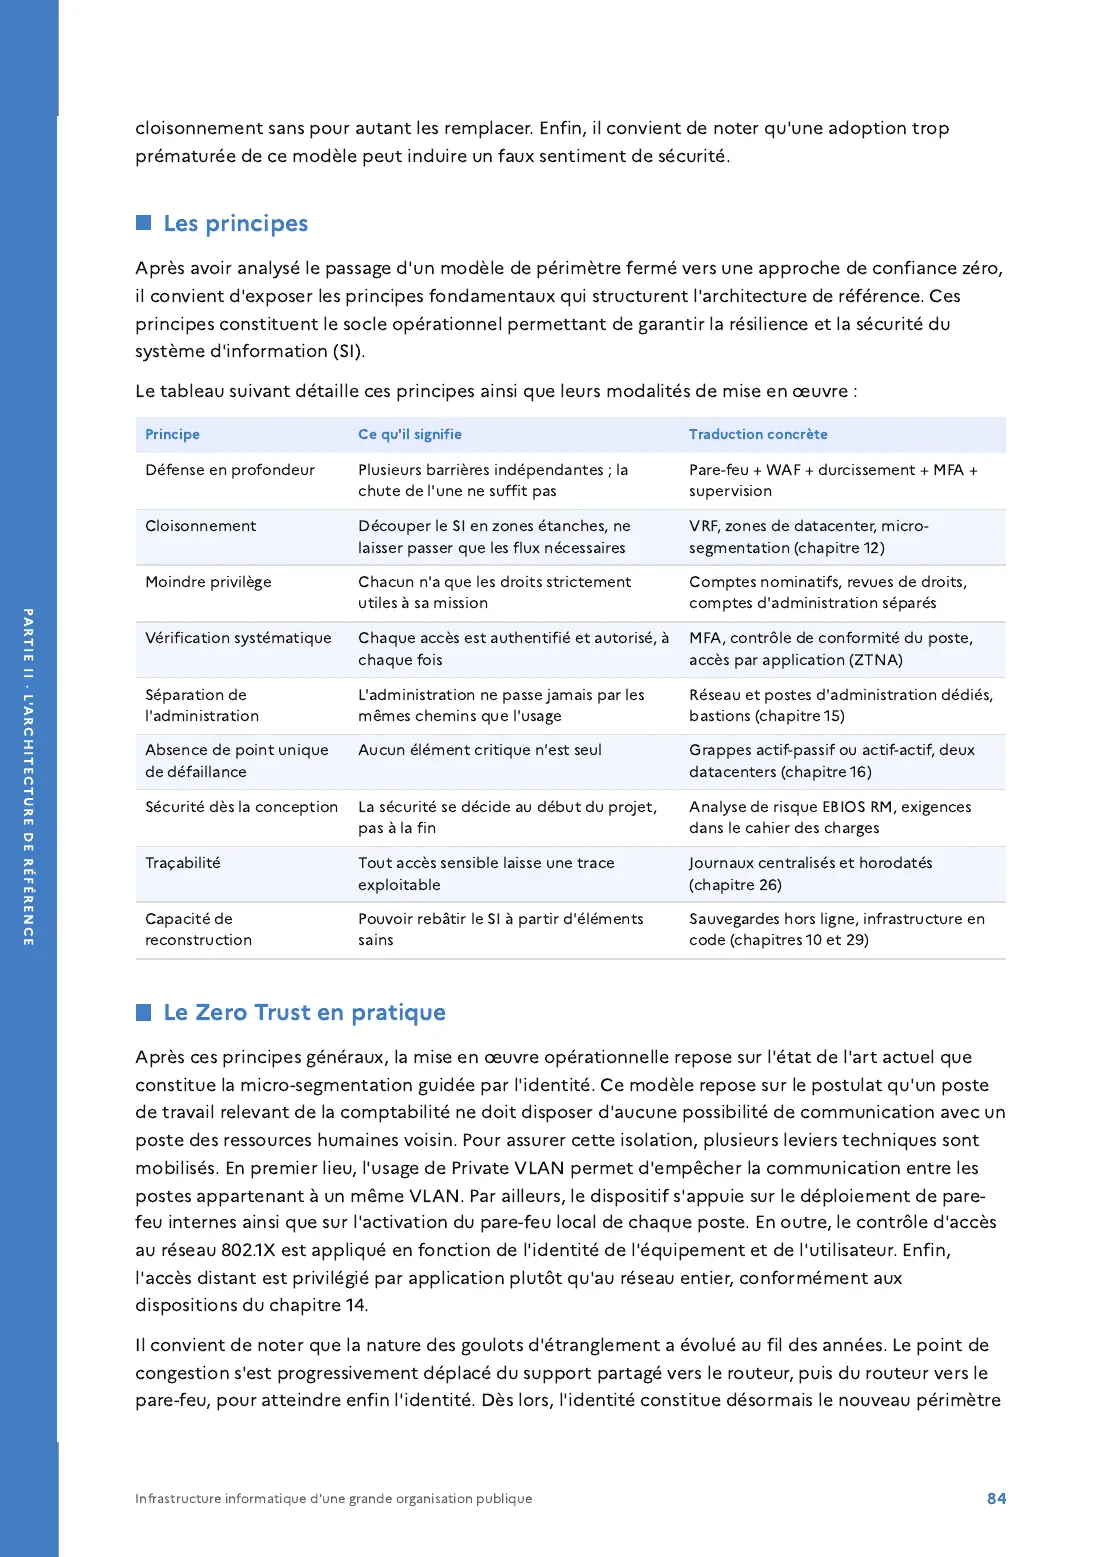 cloisonnement sans pour autant les remplacer. Enfin, il convient de noter qu'une adoption trop
prématurée de ce modèle peut induire un faux sentiment de sécurité.
Les principes
Après avoir analysé le passage d'un modèle de périmètre fermé vers une approche de confiance zéro,
il convient d'exposer les principes fondamentaux qui structurent l'architecture de référence. Ces
principes constituent le socle opérationnel permettant de garantir la résilience et la sécurité du
système d'information (SI).
Le tableau suivant détaille ces principes ainsi que leurs modalités de mise en œuvre :
Principe
Ce qu'il signifie
Traduction concrète
Défense en profondeur
Plusieurs barrières indépendantes ; la
chute de l'une ne suffit pas
Pare-feu + WAF + durcissement + MFA +
supervision
Cloisonnement
Découper le SI en zones étanches, ne
laisser passer que les flux nécessaires
VRF, zones de datacenter, micro-
segmentation (chapitre 12)
Moindre privilège
Chacun n'a que les droits strictement
utiles à sa mission
Comptes nominatifs, revues de droits,
comptes d'administration séparés
Vérification systématique
Chaque accès est authentifié et autorisé, à
chaque fois
MFA, contrôle de conformité du poste,
accès par application (ZTNA)
Séparation de
l'administration
L'administration ne passe jamais par les
mêmes chemins que l'usage
Réseau et postes d'administration dédiés,
bastions (chapitre 15)
Absence de point unique
de défaillance
Aucun élément critique n'est seul
Grappes actif-passif ou actif-actif, deux
datacenters (chapitre 16)
Sécurité dès la conception
La sécurité se décide au début du projet,
pas à la fin
Analyse de risque EBIOS RM, exigences
dans le cahier des charges
Traçabilité
Tout accès sensible laisse une trace
exploitable
Journaux centralisés et horodatés
(chapitre 26)
Capacité de
reconstruction
Pouvoir rebâtir le SI à partir d'éléments
sains
Sauvegardes hors ligne, infrastructure en
code (chapitres 10 et 29)
Le Zero Trust en pratique
Après ces principes généraux, la mise en œuvre opérationnelle repose sur l'état de l'art actuel que
constitue la micro-segmentation guidée par l'identité. Ce modèle repose sur le postulat qu'un poste
de travail relevant de la comptabilité ne doit disposer d'aucune possibilité de communication avec un
poste des ressources humaines voisin. Pour assurer cette isolation, plusieurs leviers techniques sont
mobilisés. En premier lieu, l'usage de Private VLAN permet d'empêcher la communication entre les
postes appartenant à un même VLAN. Par ailleurs, le dispositif s'appuie sur le déploiement de pare-
feu internes ainsi que sur l'activation du pare-feu local de chaque poste. En outre, le contrôle d'accès
au réseau 802.1X est appliqué en fonction de l'identité de l'équipement et de l'utilisateur. Enfin,
l'accès distant est privilégié par application plutôt qu'au réseau entier, conformément aux
dispositions du chapitre 14.
Il convient de noter que la nature des goulots d'étranglement a évolué au fil des années. Le point de
congestion s'est progressivement déplacé du support partagé vers le routeur, puis du routeur vers le
pare-feu, pour atteindre enfin l'identité. Dès lors, l'identité constitue désormais le nouveau périmètre
PARTIE II · L'ARCHITECTURE DE RÉFÉRENCE
Infrastructure informatique d'une grande organisation publique
84